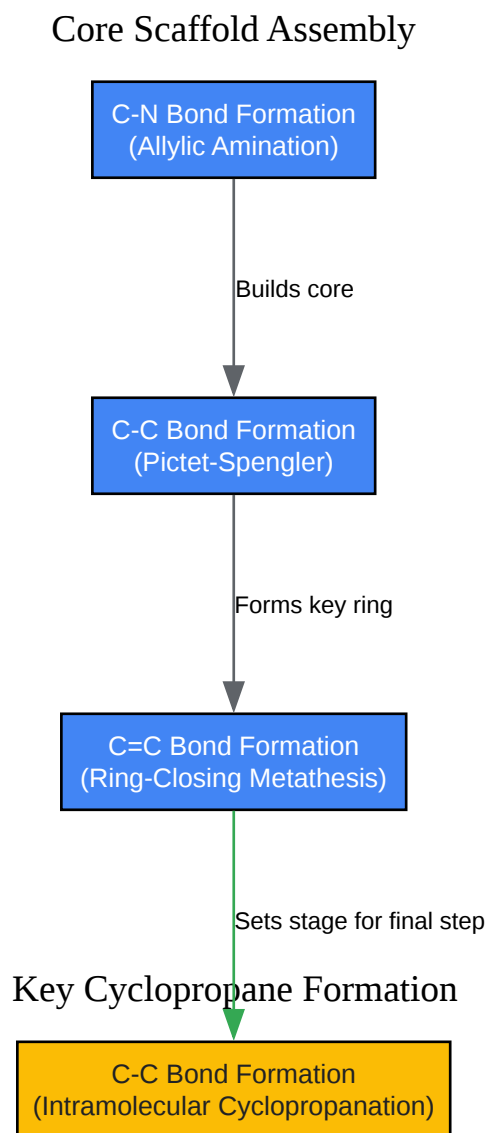 Core Scaffold Assembly
C-N Bond Formation
(Allylic Amination)
Builds core
C-C Bond Formation
(Pictet-Spengler)
Forms key ring
C=C Bond Formation
(Ring-Closing Metathesis)
Sets stage for final step
Key Cyclopropane Formation
C-C Bond Formation
(Intramolecular Cyclopropanation)